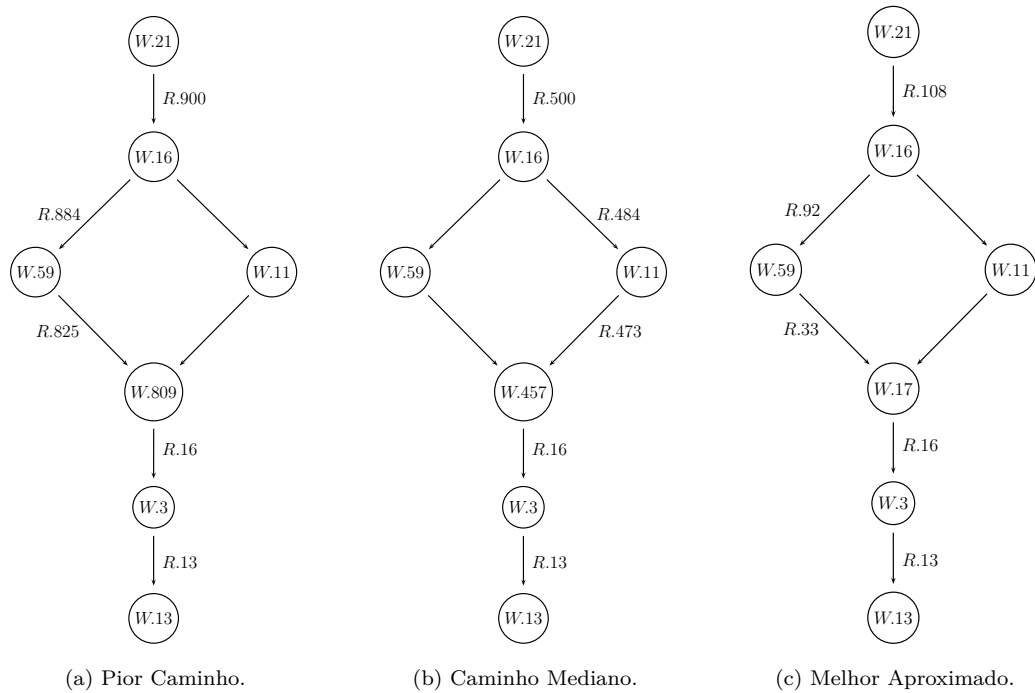 W.21
R.900
W.16
R.884
W.59
W.11
R.825
W.809
R.16
W.3
R.13
W.13
(a) Pior Caminho.
W.21
R.500
W.16
R.484
W.59
W.11
R.473
W.457
R.16
W.3
R.13
W.13
(b) Caminho Mediano.
W.21
R.108
W.16
R.92
W.59
W.11
R.33
W.17
R.16
W.3
R.13
W.13
(c) Melhor Aproximado.